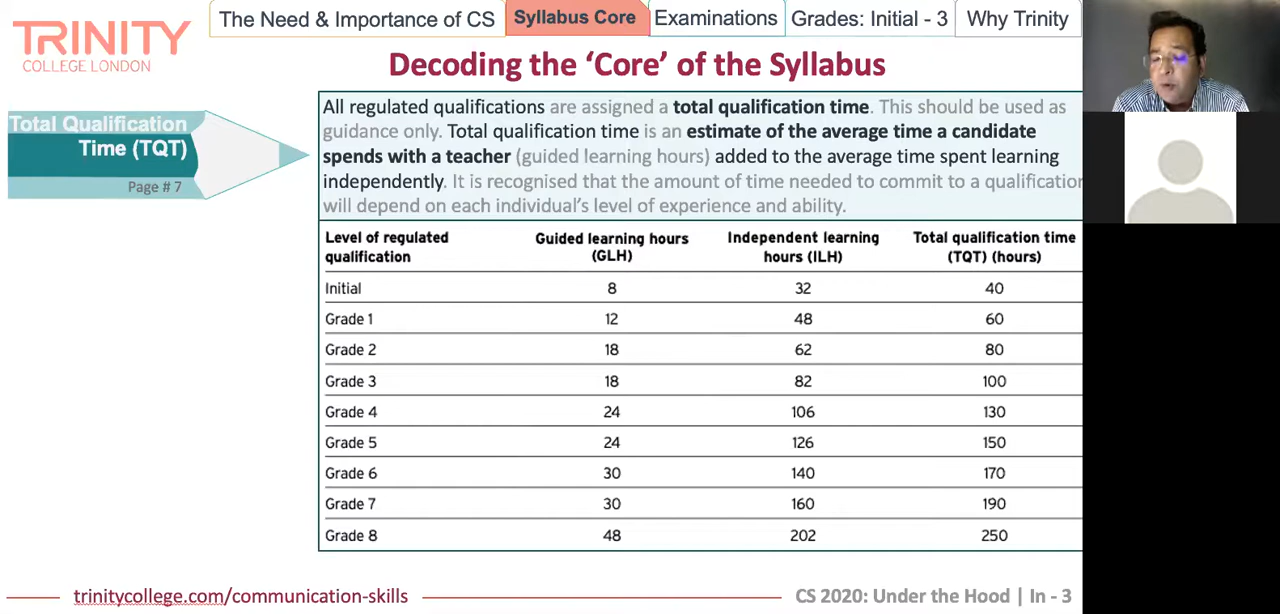 TRINITY
COLLEGE LONDON
The Need & Importance of CS
Syllabus Core
Examinations
Grades: Initial - 3
Why Trinity
Decoding the ‘Core’ of the Syllabus
Total Qualification
Time (TQT)
Page # 7
All regulated qualifications are assigned a total qualification time. This should be used as
guidance only. Total qualification time is an estimate of the average time a candidate
spends with a teacher (guided learning hours) added to the average time spent learning
independently. It is recognised that the amount of time needed to commit to a qualification
will depend on each individual’s level of experience and ability.
Level of regulated qualification Guided learning hours (GLH) Independent learning hours (ILH) Total qualification time (TQT) (hours)
Initial 8 32 40
Grade 1 12 48 60
Grade 2 18 62 80
Grade 3 18 82 100
Grade 4 24 106 130
Grade 5 24 126 150
Grade 6 30 140 170
Grade 7 30 160 190
Grade 8 48 202 250
trinitycollege.com/communication-skills
CS 2020: Under the Hood | In - 3